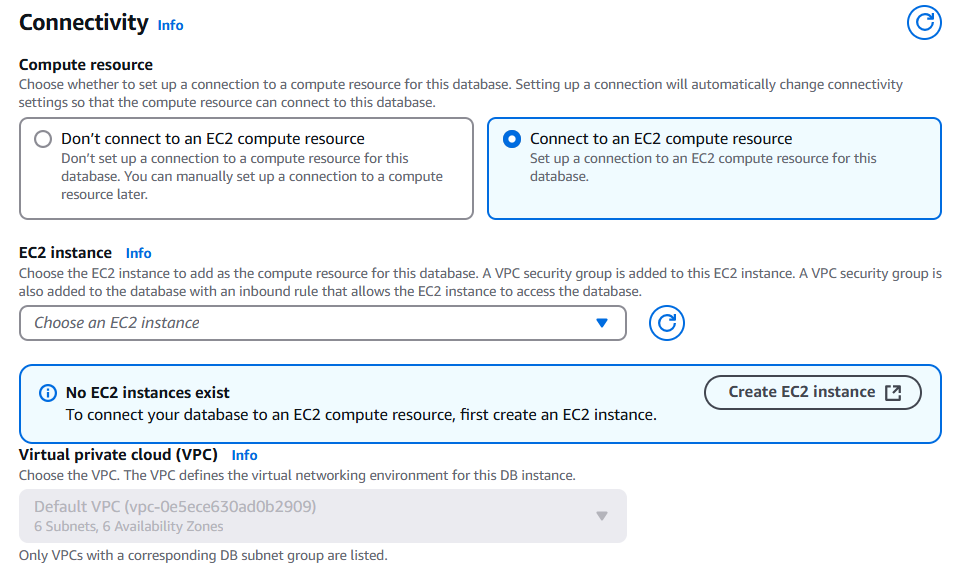 Connectivity Info
Compute resource
Choose whether to set up a connection to a compute resource for this database. Setting up a connection will automatically change connectivity
settings so that the compute resource can connect to this database.
Don’t connect to an EC2 compute resource
Don’t set up a connection to a compute resource for this
database. You can manually set up a connection to a compute
resource later.
Connect to an EC2 compute resource
Set up a connection to an EC2 compute resource for this
database.
EC2 instance Info
Choose the EC2 instance to add as the compute resource for this database. A VPC security group is added to this EC2 instance. A VPC security group is
also added to the database with an inbound rule that allows the EC2 instance to access the database.
Choose an EC2 instance
No EC2 instances exist
To connect your database to an EC2 compute resource, first create an EC2 instance.
Create EC2 instance
Virtual private cloud (VPC) Info
Choose the VPC. The VPC defines the virtual networking environment for this DB instance.
Default VPC (vpc-0e5ece630ad0b2909)
6 Subnets, 6 Availability Zones
Only VPCs with a corresponding DB subnet group are listed.